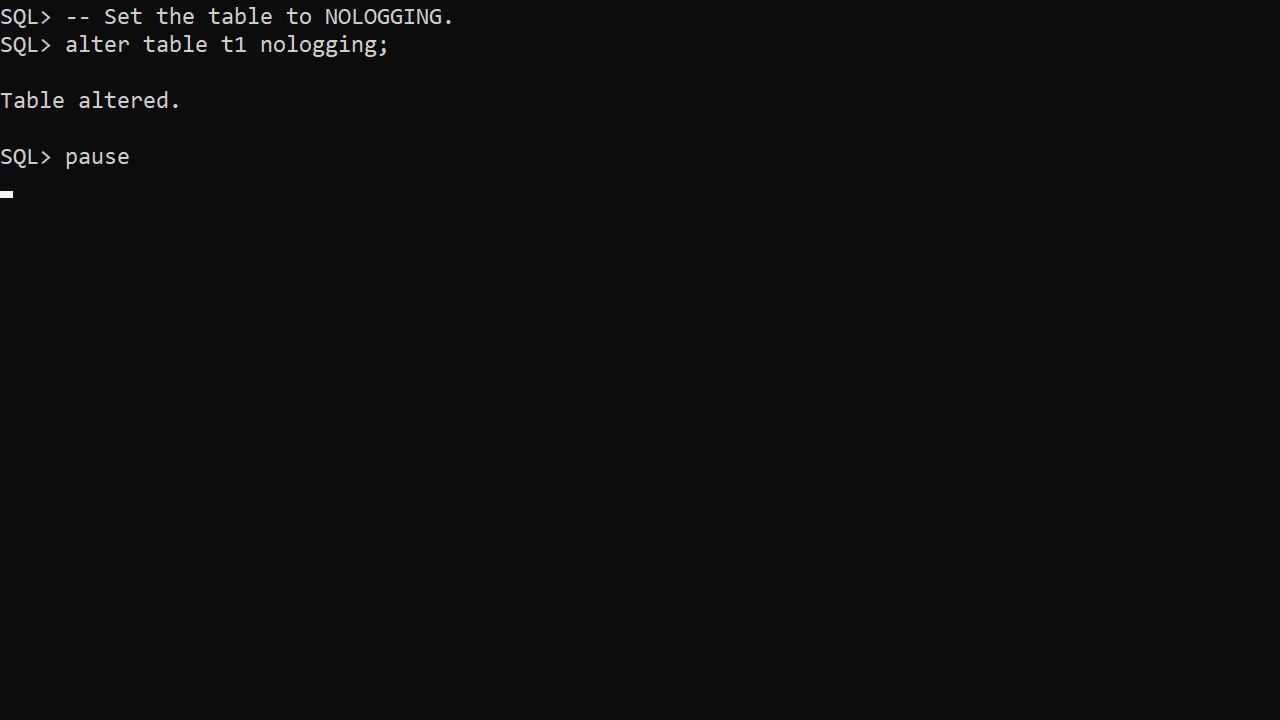 SQL> -- Set the table to NOLOGGING.
SQL> alter table t1 nologging;
Table altered.
SQL> pause